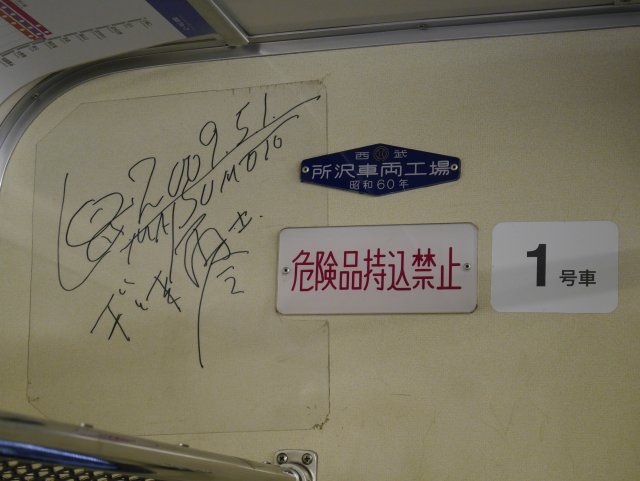 2009.5.1.
MATSUMOTO
西武
所沢車両工場
昭和60年
危険品持込禁止
1号車